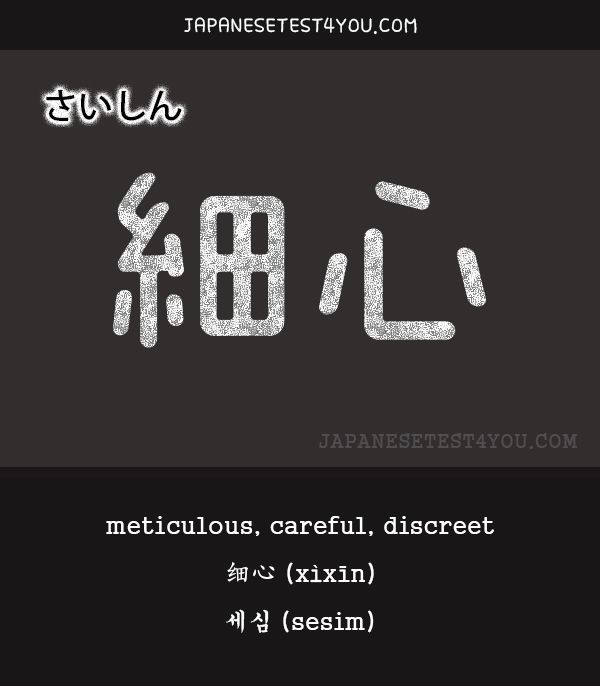 JAPANESETEST4YOU.COM
さいしん
細心
JAPANESETEST4YOU.COM
meticulous, careful, discreet
细心 (xìxīn)
세심 (sesim)